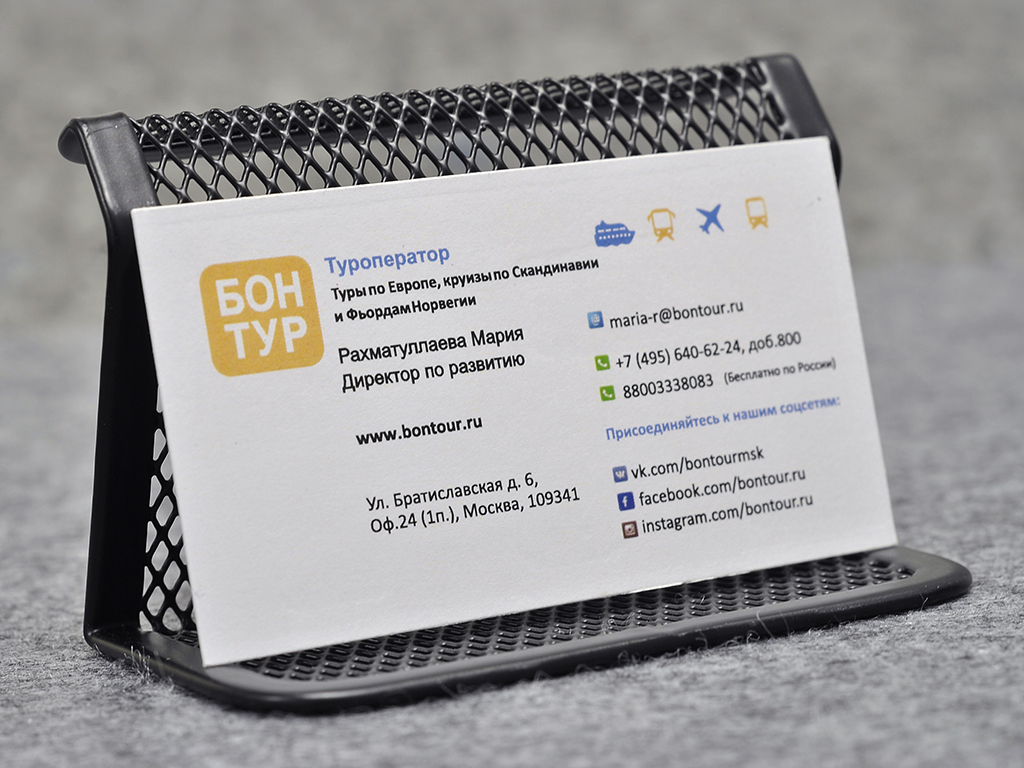 БОН
ТУР
Туроператор
Туры по Европе, круизы по Скандинавии
и Фьордам Норвегии
Рахматуллаева Мария
Директор по развитию
www.bontour.ru
Ул. Братиславская д. 6,
Оф.24 (1п.), Москва, 109341
maria-r@bontour.ru
+7 (495) 640-62-24, доб.800
88003338083 (Бесплатно по России)
Присоединяйтесь к нашим соцсетям:
vk.com/bontourmsk
facebook.com/bontour.ru
instagram.com/bontour.ru